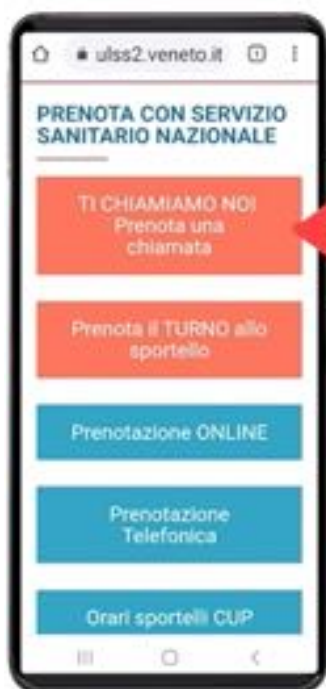 ulss2.veneto.it 1
PRENOTA CON SERVIZIO
SANITARIO NAZIONALE
TI CHIAMIAMO NOI
Prenota una
chiamata
Prenota il TURNO allo
sportello
Prenotazione ONLINE
Prenotazione
Telefonica
Orari sportelli CUP